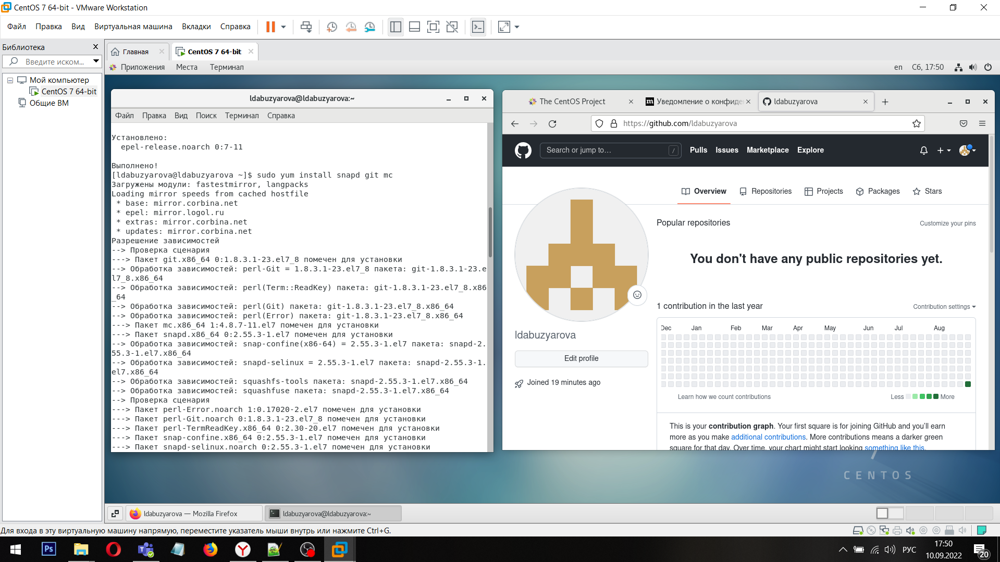 CentOS 7 64-bit - VMware Workstation
Файл Правка Вид Виртуальная машина Вкладки Справка
Библиотека
Введите иском...
Мой компьютер
CentOS 7 64-bit
Общие ВМ
Главная
CentOS 7 64-bit
Приложения Места Терминал
en Сб, 17:50
ldabuzyarova@ldabuzyarova:~
Файл Правка Вид Поиск Терминал Справка
Установлено:
epel-release.noarch 0:7-11
Выполнено!
[ldabuzyarova@ldabuzyarova ~]$ sudo yum install snapd git mc
Загружены модули: fastestmirror, langpacks
Loading mirror speeds from cached hostfile
* base: mirror.corbina.net
* epel: mirror.logol.ru
* extras: mirror.corbina.net
* updates: mirror.corbina.net
Разрешение зависимостей
--> Проверка сценария
---> Пакет git.x86_64 0:1.8.3.1-23.el7_8 помечен для установки
--> Обработка зависимостей: perl-Git = 1.8.3.1-23.el7_8 пакета: git-1.8.3.1-23.e
l7_8.x86_64
--> Обработка зависимостей: perl(Term::ReadKey) пакета: git-1.8.3.1-23.el7_8.x86
_64
--> Обработка зависимостей: perl(Git) пакета: git-1.8.3.1-23.el7_8.x86_64
--> Обработка зависимостей: perl(Error) пакета: git-1.8.3.1-23.el7_8.x86_64
---> Пакет mc.x86_64 1:4.8.7-11.el7 помечен для установки
---> Пакет snapd.x86_64 0:2.55.3-1.el7 помечен для установки
--> Обработка зависимостей: snap-confine(x86-64) = 2.55.3-1.el7 пакета: snapd-2.
55.3-1.el7.x86_64
--> Обработка зависимостей: snapd-selinux = 2.55.3-1.el7 пакета: snapd-2.55.3-1.
el7.x86_64
--> Обработка зависимостей: squashfs-tools пакета: snapd-2.55.3-1.el7.x86_64
--> Обработка зависимостей: squashfuse пакета: snapd-2.55.3-1.el7.x86_64
--> Проверка сценария
---> Пакет perl-Error.noarch 1:0.17020-2.el7 помечен для установки
---> Пакет perl-Git.noarch 0:1.8.3.1-23.el7_8 помечен для установки
---> Пакет perl-TermReadKey.x86_64 0:2.30-20.el7 помечен для установки
---> Пакет snap-confine.x86_64 0:2.55.3-1.el7 помечен для установки
---> Пакет snapd-selinux.noarch 0:2.55.3-1.el7 помечен для установки
The CentOS Project
m Уведомление о конфиде
ldabuzyarova
https://github.com/ldabuzyarova
Search or jump to… /
Pulls Issues Marketplace Explore
Overview Repositories Projects Packages Stars
Popular repositories Customize your pins
You don't have any public repositories yet.
1 contribution in the last year Contribution settings
Dec Jan Feb Mar Apr May Jun Jul Aug
Learn how we count contributions Less More
This is your contribution graph. Your first square is for joining GitHub and you'll earn
more as you make additional contributions. More contributions means a darker green
square for that day. Over time, your chart might start looking something like this.
ldabuzyarova
Edit profile
Joined 19 minutes ago
7
CENTOS
ldabuzyarova — Mozilla Firefox
ldabuzyarova@ldabuzyarova:~
Для входа в эту виртуальную машину напрямую, переместите указатель мыши внутрь или нажмите Ctrl+G.
Ps
РУС
17:50
10.09.2022
20